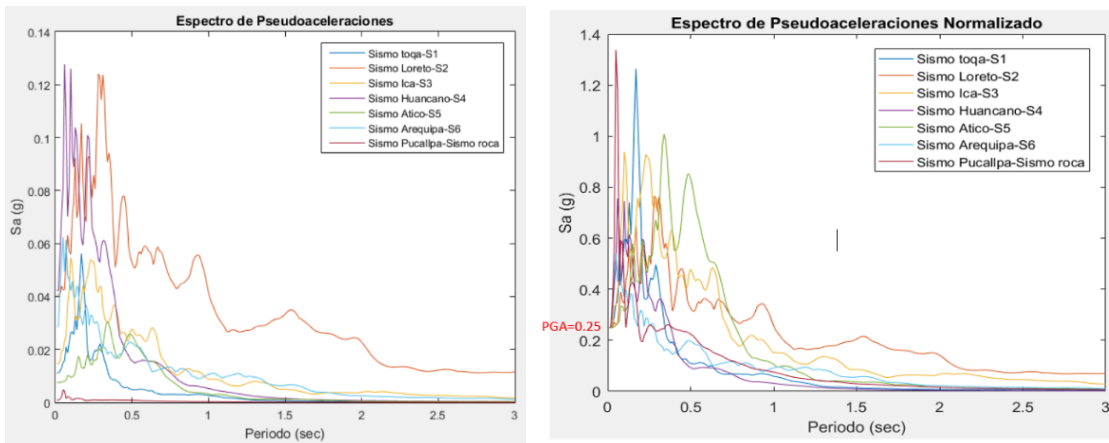 Espectro de Pseudoaceleraciones
0.14
0.12
0.1
0.08
0.06
0.04
0.02
0
Sa (g)
Sismo toqa-S1
Sismo Loreto-S2
Sismo Ica-S3
Sismo Huancano-S4
Sismo Atico-S5
Sismo Arequipa-S6
Sismo Pucallpa-Sismo roca
0 0.5 1 1.5 2 2.5 3
Periodo (sec)
Espectro de Pseudoaceleraciones Normalizado
1.4
1.2
1
0.8
0.6
0.4
PGA=0.25
0.2
0
Sa (g)
Sismo toqa-S1
Sismo Loreto-S2
Sismo Ica-S3
Sismo Huancano-S4
Sismo Atico-S5
Sismo Arequipa-S6
Sismo Pucallpa-Sismo roca
0 0.5 1 1.5 2 2.5 3
Periodo (sec)